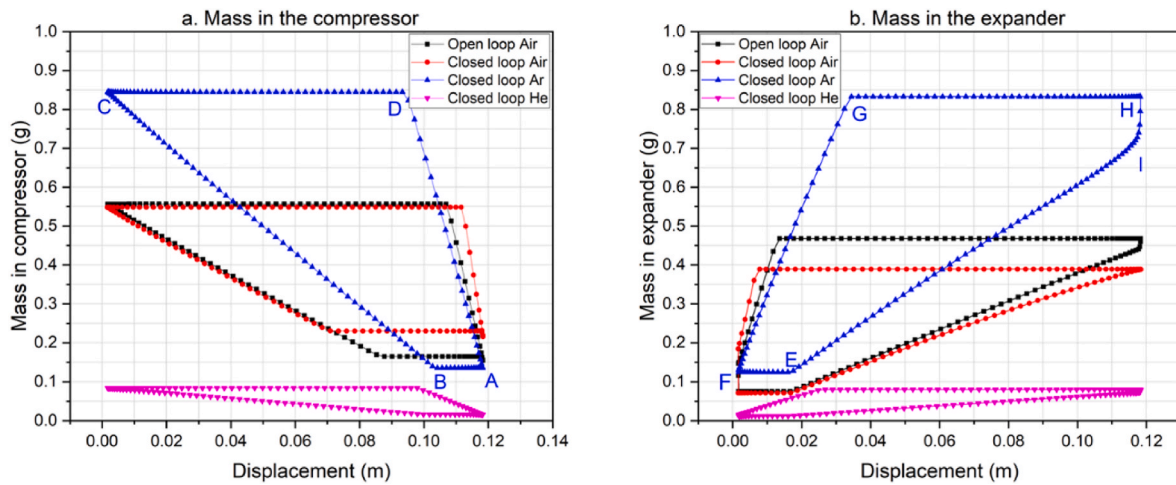 a. Mass in the compressor
1.0
0.9
0.8
0.7
0.6
0.5
0.4
0.3
0.2
0.1
0.0
Mass in compressor (g)
Open loop Air
Closed loop Air
Closed loop Ar
Closed loop He
C
D
B
A
0.00 0.02 0.04 0.06 0.08 0.10 0.12 0.14
Displacement (m)
b. Mass in the expander
1.0
0.9
0.8
0.7
0.6
0.5
0.4
0.3
0.2
0.1
0.0
Mass in expander (g)
Open loop Air
Closed loop Air
Closed loop Ar
Closed loop He
G
H
I
E
F
0.00 0.02 0.04 0.06 0.08 0.10 0.12
Displacement (m)